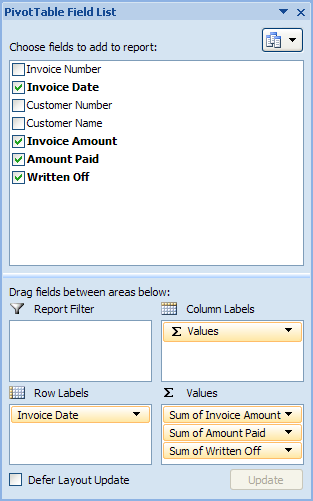 PivotTable Field List
Choose fields to add to report:
Invoice Number
Invoice Date
Customer Number
Customer Name
Invoice Amount
Amount Paid
Written Off
Drag fields between areas below:
Report Filter
Column Labels
Σ Values
Row Labels
Σ Values
Invoice Date
Sum of Invoice Amount
Sum of Amount Paid
Sum of Written Off
Defer Layout Update
Update